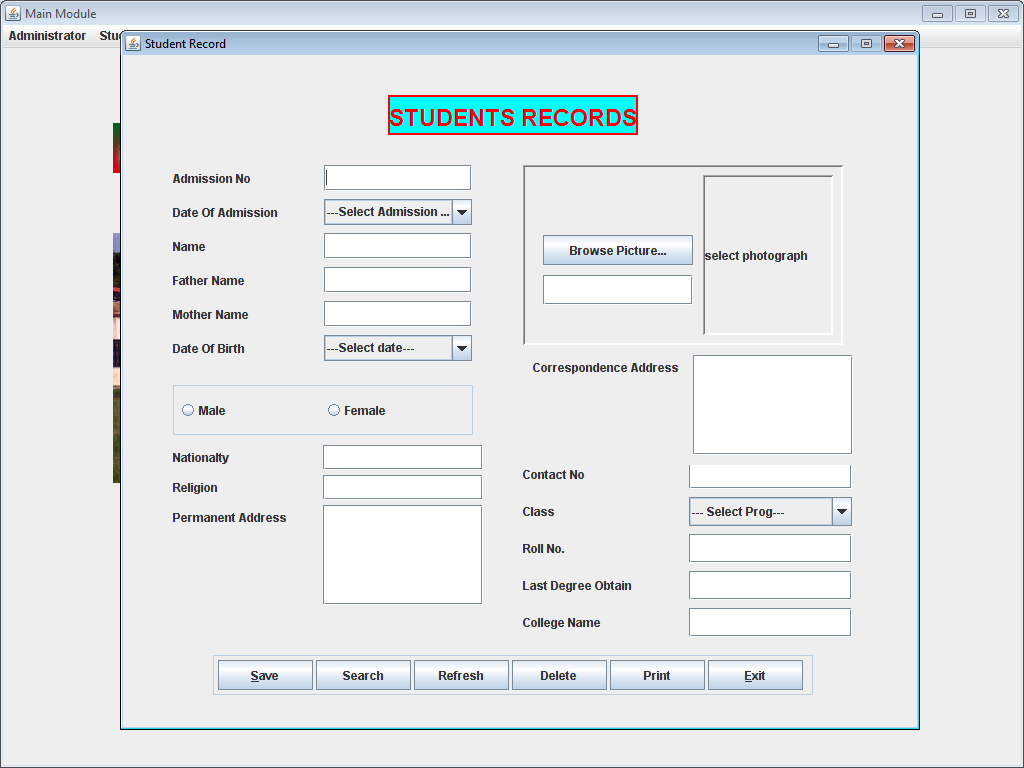 Main Module
Administrator Stu
Student Record
STUDENTS RECORDS
Admission No
Date Of Admission ---Select Admission ...
Name
Father Name
Mother Name
Date Of Birth ---Select date---
Browse Picture...
select photograph
Correspondence Address
Male Female
Nationalty
Religion
Permanent Address
Contact No
Class --- Select Prog---
Roll No.
Last Degree Obtain
College Name
Save Search Refresh Delete Print Exit